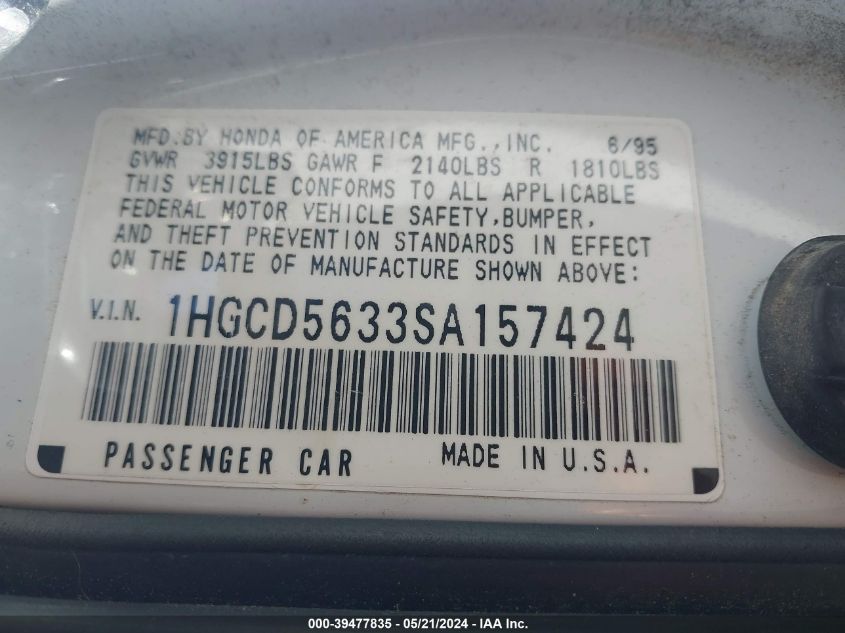 MFD.BY HONDA OF AMERICA MFG.,INC. 6/95
GVWR 3915LBS GAWR F 2140LBS R 1810LBS
THIS VEHICLE CONFORMS TO ALL APPLICABLE
FEDERAL MOTOR VEHICLE SAFETY,BUMPER,
AND THEFT PREVENTION STANDARDS IN EFFECT
ON THE DATE OF MANUFACTURE SHOWN ABOVE:
V.I.N. 1HGCD5633SA157424
PASSENGER CAR MADE IN U.S.A.
000-39477835 - 05/21/2024 - IAA Inc.